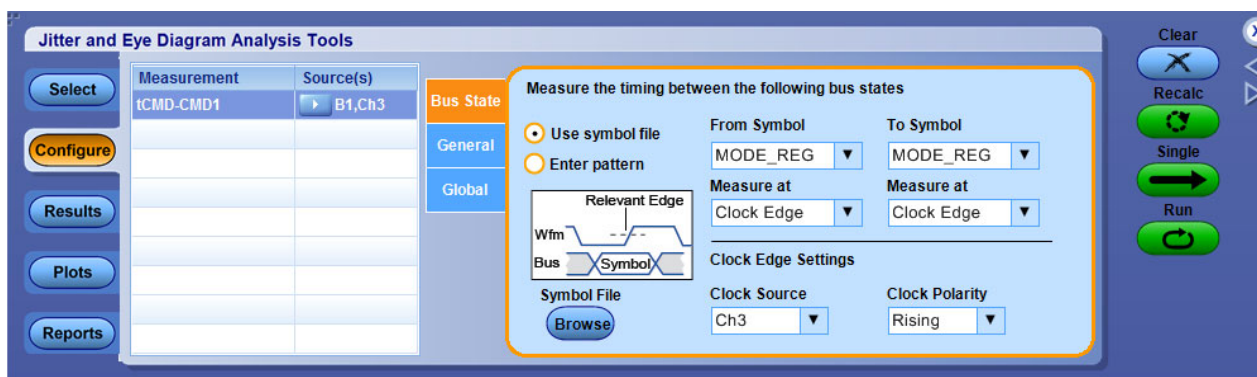 Jitter and Eye Diagram Analysis Tools
Select
Configure
Results
Plots
Reports
Measurement Source(s)
tCMD-CMD1 B1,Ch3
Bus State
General
Global
Measure the timing between the following bus states
Use symbol file
Enter pattern
Relevant Edge
Wfm
Bus Symbol
Symbol File
Browse
From Symbol To Symbol
MODE_REG MODE_REG
Measure at Measure at
Clock Edge Clock Edge
Clock Edge Settings
Clock Source Clock Polarity
Ch3 Rising
Clear
Recalc
Single
Run